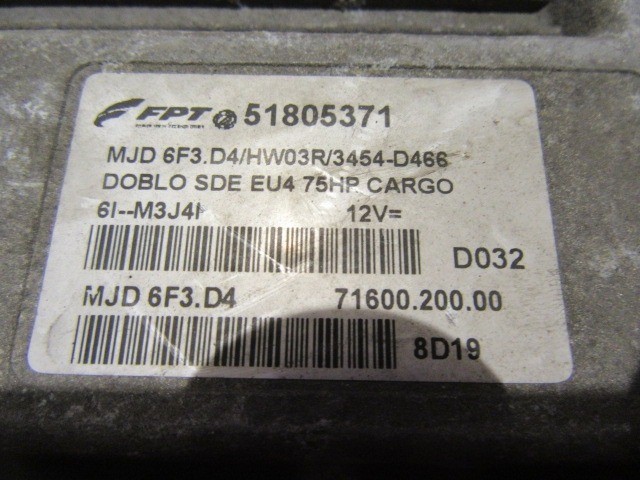 FPT 51805371
MJD 6F3.D4/HW03R/3454-D466
DOBLO SDE EU4 75HP CARGO
6I--M3J4I 12V=
D032
MJD 6F3.D4 71600.200.00
8D19